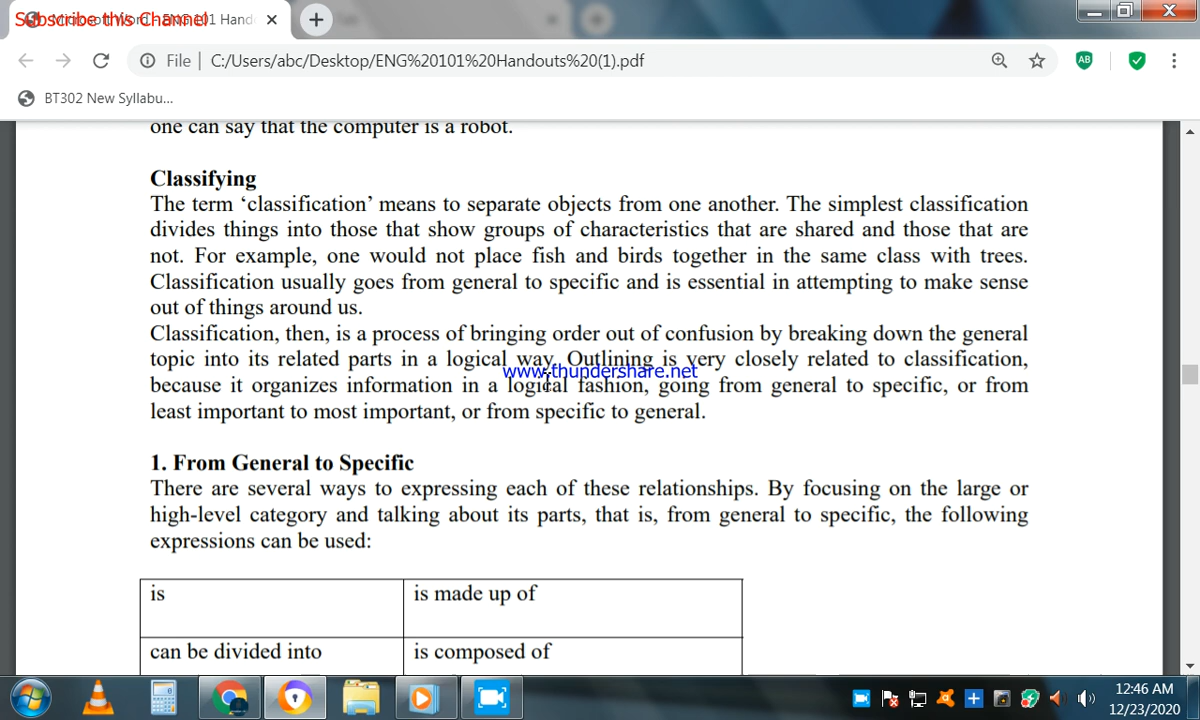 Subscribe this Channel
101 Hand
File | C:/Users/abc/Desktop/ENG%20101%20Handouts%20(1).pdf
AB
BT302 New Syllabu...
one can say that the computer is a robot.
Classifying
The term ‘classification’ means to separate objects from one another. The simplest classification
divides things into those that show groups of characteristics that are shared and those that are
not. For example, one would not place fish and birds together in the same class with trees.
Classification usually goes from general to specific and is essential in attempting to make sense
out of things around us.
Classification, then, is a process of bringing order out of confusion by breaking down the general
topic into its related parts in a logical way. Outlining is very closely related to classification,
www.thundershare.net
because it organizes information in a logical fashion, going from general to specific, or from
least important to most important, or from specific to general.
1. From General to Specific
There are several ways to expressing each of these relationships. By focusing on the large or
high-level category and talking about its parts, that is, from general to specific, the following
expressions can be used:
is is made up of
can be divided into is composed of
12:46 AM
12/23/2020